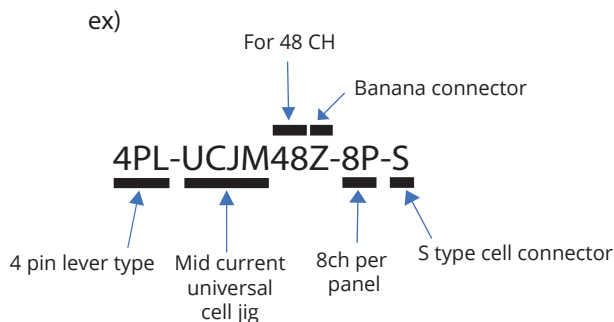 ex)
For 48 CH
Banana connector
4PL-UCJM48Z-8P-S
4 pin lever type
Mid current
universal
cell jig
8ch per
panel
S type cell connector